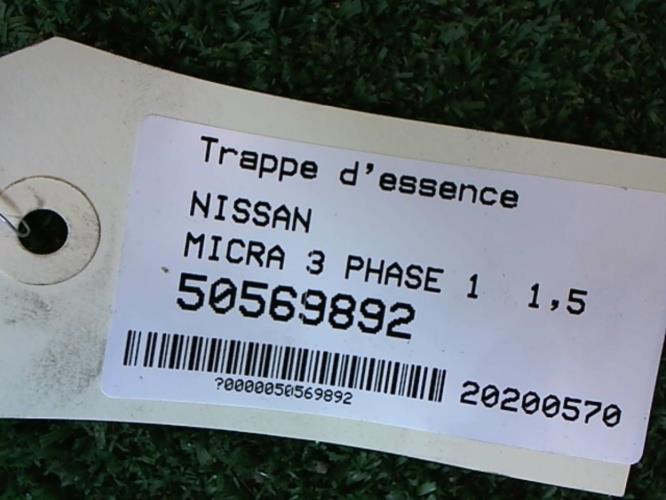 Trappe d'essence
NISSAN
MICRA 3 PHASE 1 1,5
50569892
?0000050569892
20200570